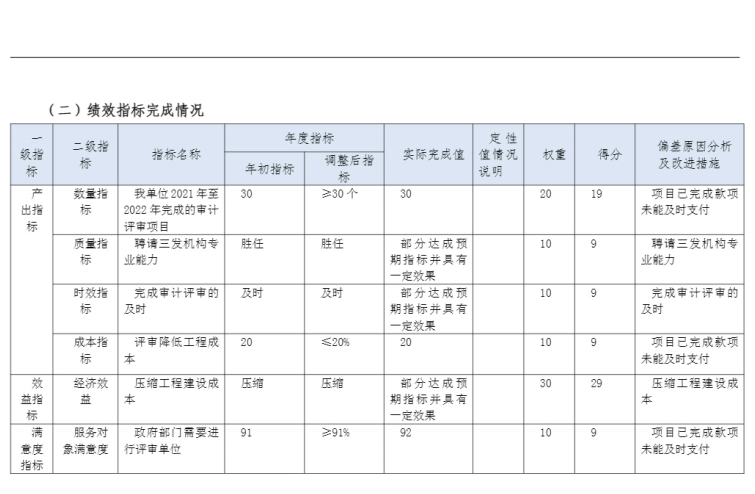 （二）绩效指标完成情况
一级指标 二级指标 指标名称 年度指标 实际完成值 定性值情况说明 权重 得分 偏差原因分析及改进措施
年初指标 调整后指标
产出指标 数量指标 我单位2021年至2022年完成的审计评审项目 30 ≥30个 30 20 19 项目已完成款项未能及时支付
质量指标 聘请三发机构专业能力 胜任 胜任 部分达成预期指标并具有一定效果 10 9 聘请三发机构专业能力
时效指标 完成审计评审的及时 及时 及时 部分达成预期指标并具有一定效果 10 9 完成审计评审的及时
成本指标 评审降低工程成本 20 ≤20% 20 10 9 项目已完成款项未能及时支付
效益指标 经济效益 压缩工程建设成本 压缩 压缩 部分达成预期指标并具有一定效果 30 29 压缩工程建设成本
满意度指标 服务对象满意度 政府部门需要进行评审单位 91 ≥91% 92 10 9 项目已完成款项未能及时支付